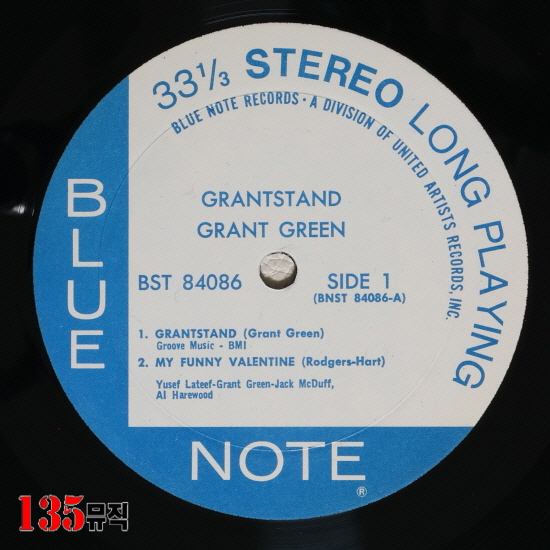 33 1/3 STEREO LONG PLAYING
BLUE NOTE RECORDS • A DIVISION OF UNITED ARTISTS RECORDS, INC.
GRANTSTAND
GRANT GREEN
BST 84086
SIDE 1
(BNST 84086-A)
1. GRANTSTAND (Grant Green)
Groove Music - BMI
2. MY FUNNY VALENTINE (Rodgers-Hart)
Yusef Lateef-Grant Green-Jack McDuff,
Al Harewood
BLUE
NOTE
®
135뮤직